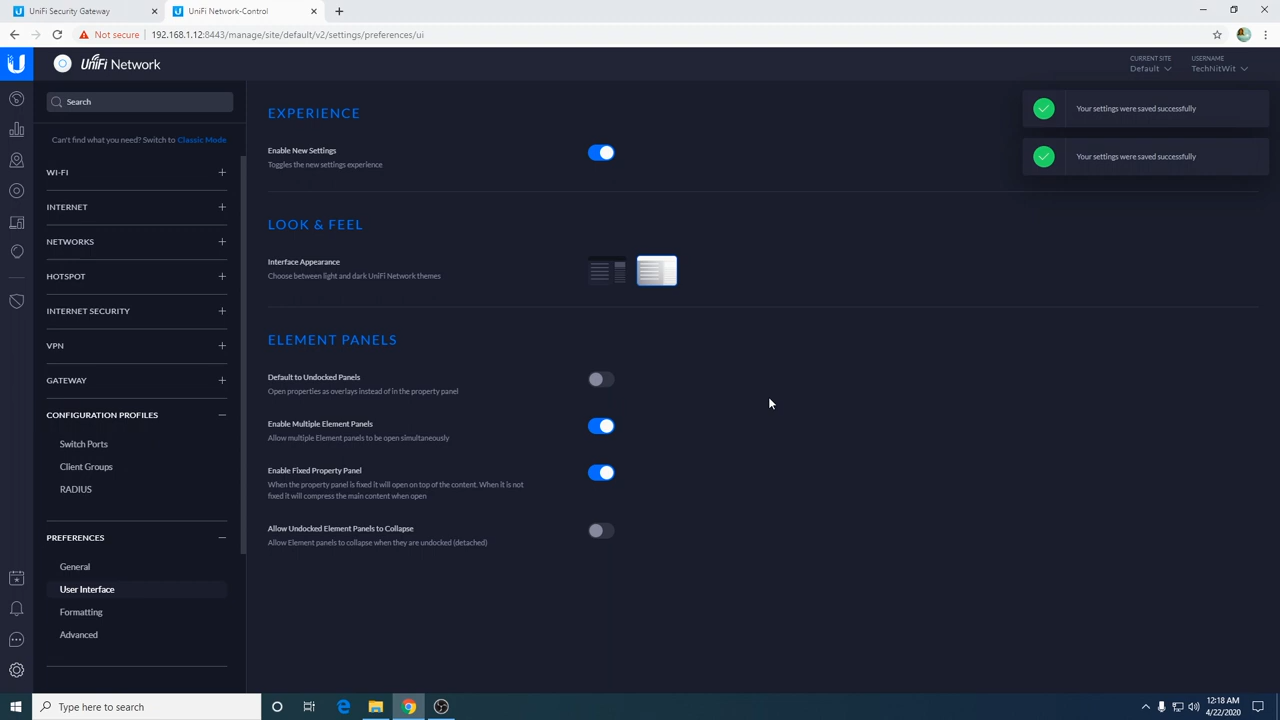 UniFi Security Gateway
UniFi Network-Control
Not secure
192.168.1.12:8443/manage/site/default/v2/settings/preferences/ui
UniFi Network
CURRENT SITE
Default
USERNAME
TechNitWit
Search
Can't find what you need? Switch to Classic Mode
WI-FI
INTERNET
NETWORKS
HOTSPOT
INTERNET SECURITY
VPN
GATEWAY
CONFIGURATION PROFILES
Switch Ports
Client Groups
RADIUS
PREFERENCES
General
User Interface
Formatting
Advanced
EXPERIENCE
Enable New Settings
Toggles the new settings experience
LOOK & FEEL
Interface Appearance
Choose between light and dark UniFi Network themes
ELEMENT PANELS
Default to Undocked Panels
Open properties as overlays instead of in the property panel
Enable Multiple Element Panels
Allow multiple Element panels to be open simultaneously
Enable Fixed Property Panel
When the property panel is fixed it will open on top of the content. When it is not
fixed it will compress the main content when open
Allow Undocked Element Panels to Collapse
Allow Element panels to collapse when they are undocked (detached)
Your settings were saved successfully
Your settings were saved successfully
Type here to search
12:18 AM
4/22/2020